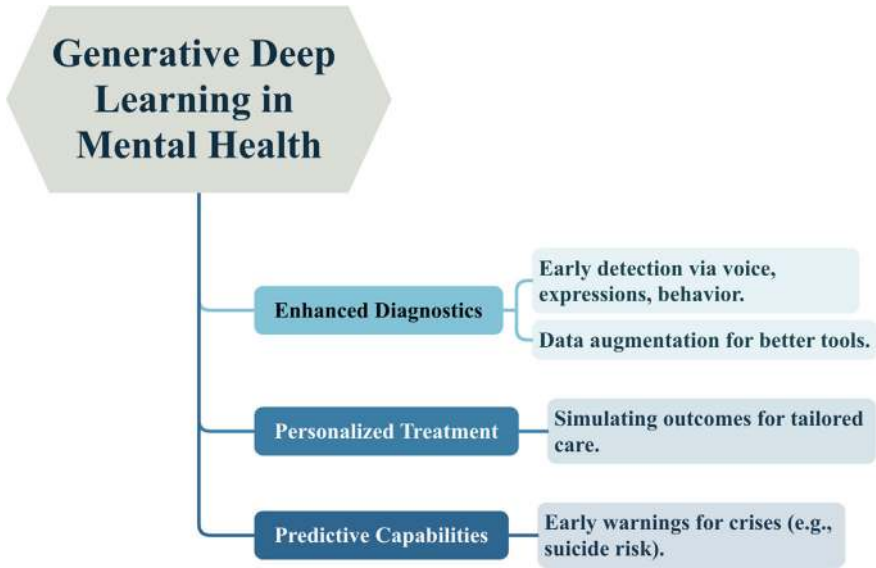 Generative Deep
Learning in
Mental Health
Enhanced Diagnostics
Early detection via voice,
expressions, behavior.
Data augmentation for better tools.
Personalized Treatment
Simulating outcomes for tailored
care.
Predictive Capabilities
Early warnings for crises (e.g.,
suicide risk).